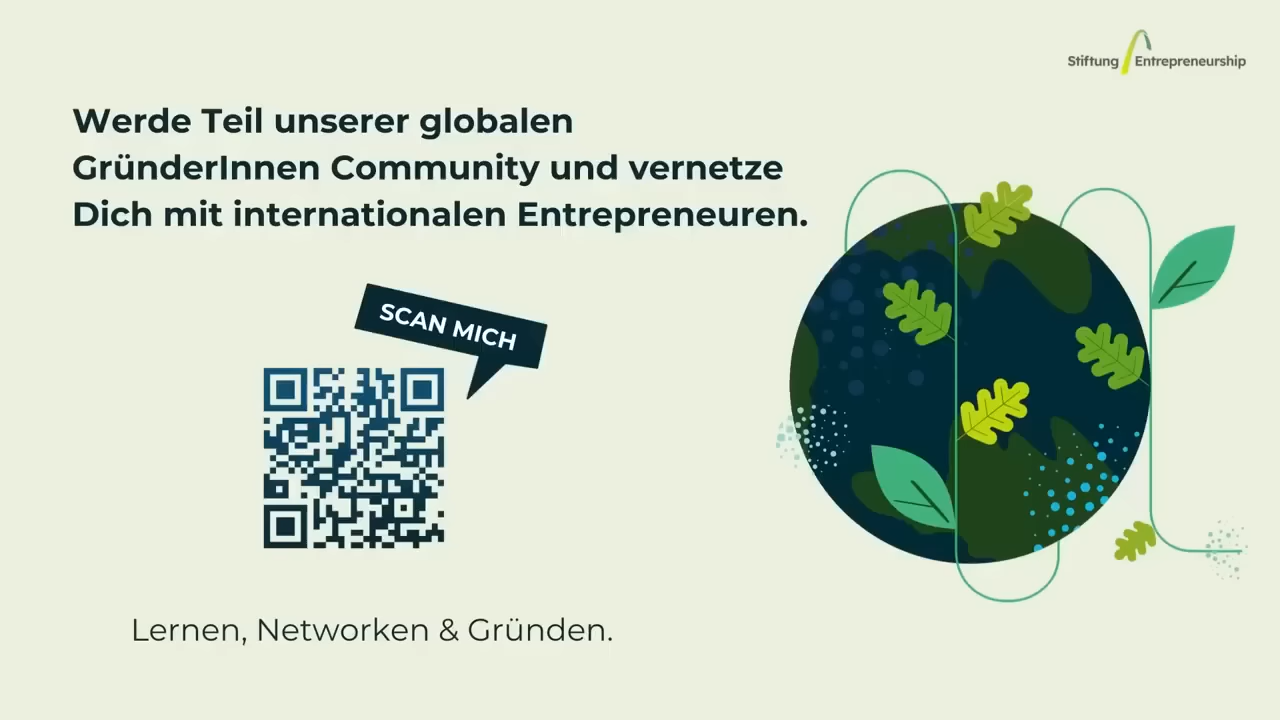 Stiftung Entrepreneurship
Werde Teil unserer globalen
GründerInnen Community und vernetze
Dich mit internationalen Entrepreneuren.
SCAN MICH
Lernen, Networken & Gründen.